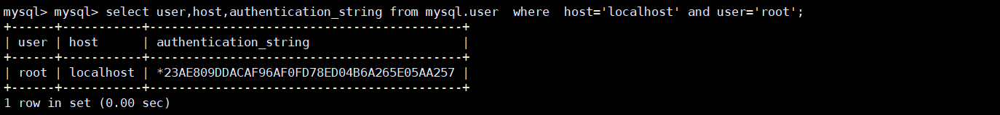 mysql> mysql> select user,host,authentication_string from mysql.user  where  host='localhost' and user='root';
+------+-----------+-------------------------------------------+
| user | host      | authentication_string                     |
+------+-----------+-------------------------------------------+
| root | localhost | *23AE809DDACAF96AF0FD78ED04B6A265E05AA257 |
+------+-----------+-------------------------------------------+
1 row in set (0.00 sec)